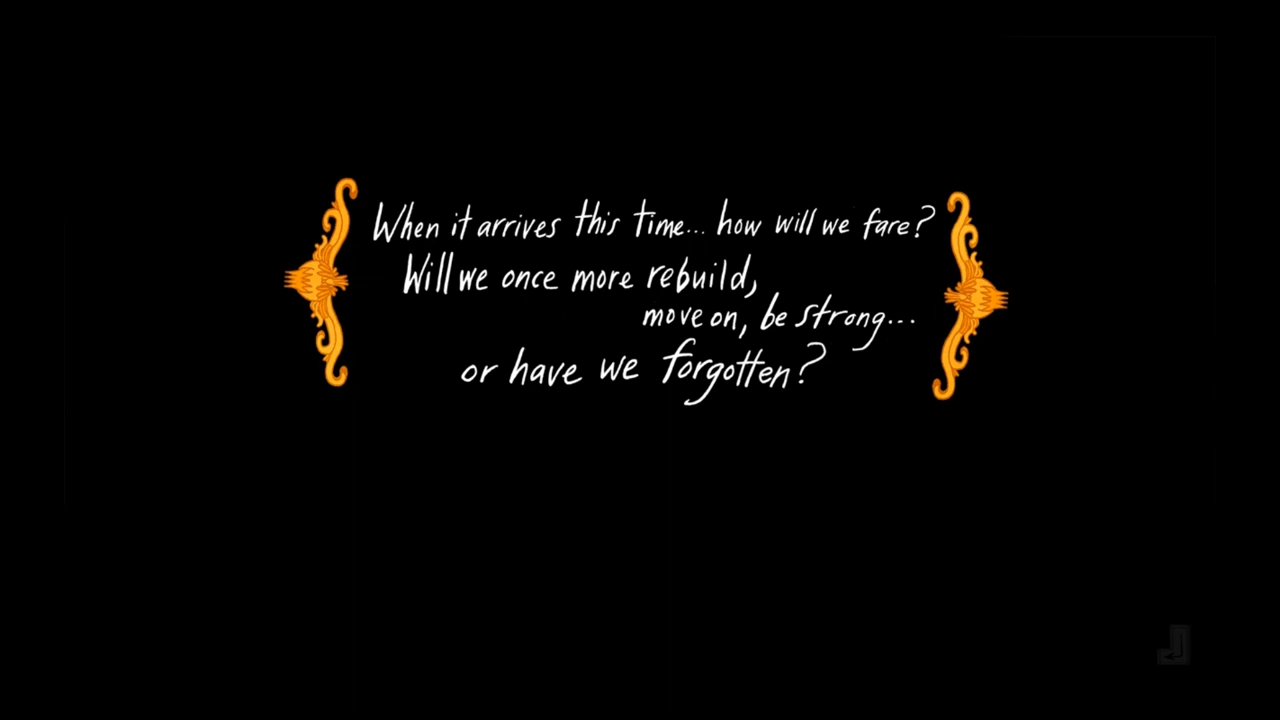 When it arrives this time... how will we fare?
Will we once more rebuild,
move on, be strong...
or have we forgotten?